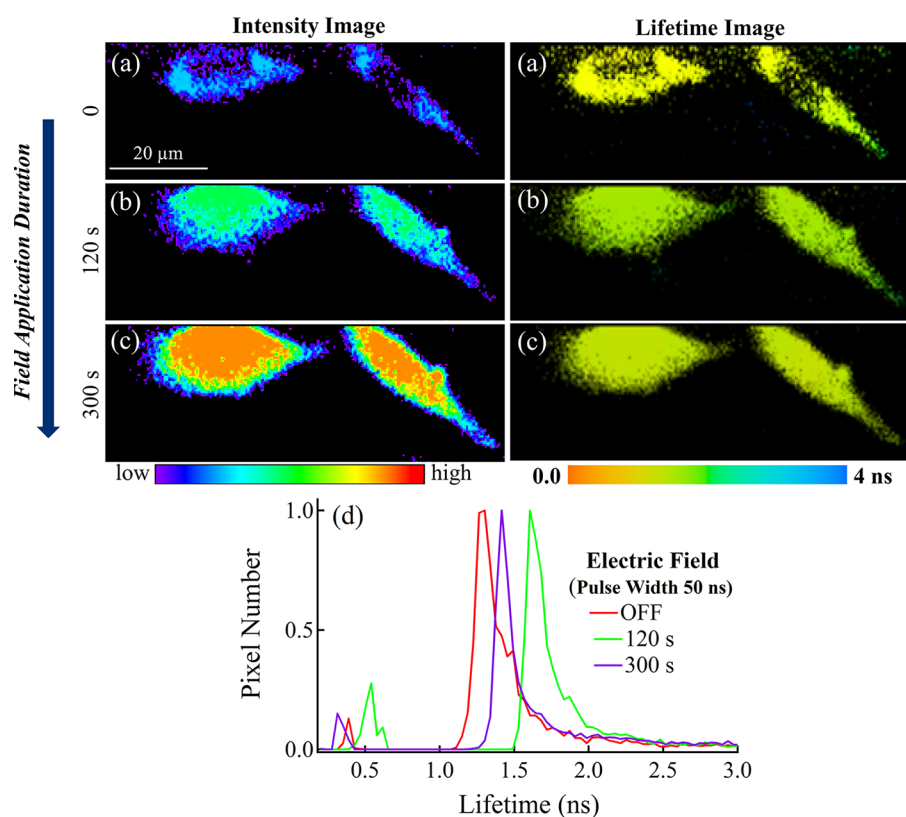 Intensity Image
Lifetime Image
(a)
(a)
0
20 µm
(b)
(b)
120 s
(c)
(c)
300 s
Field Application Duration
low
high
0.0
4 ns
(d)
1.0
0.5
0.0
Pixel Number
Electric Field
(Pulse Width 50 ns)
OFF
120 s
300 s
0.5
1.0
1.5
2.0
2.5
3.0
Lifetime (ns)